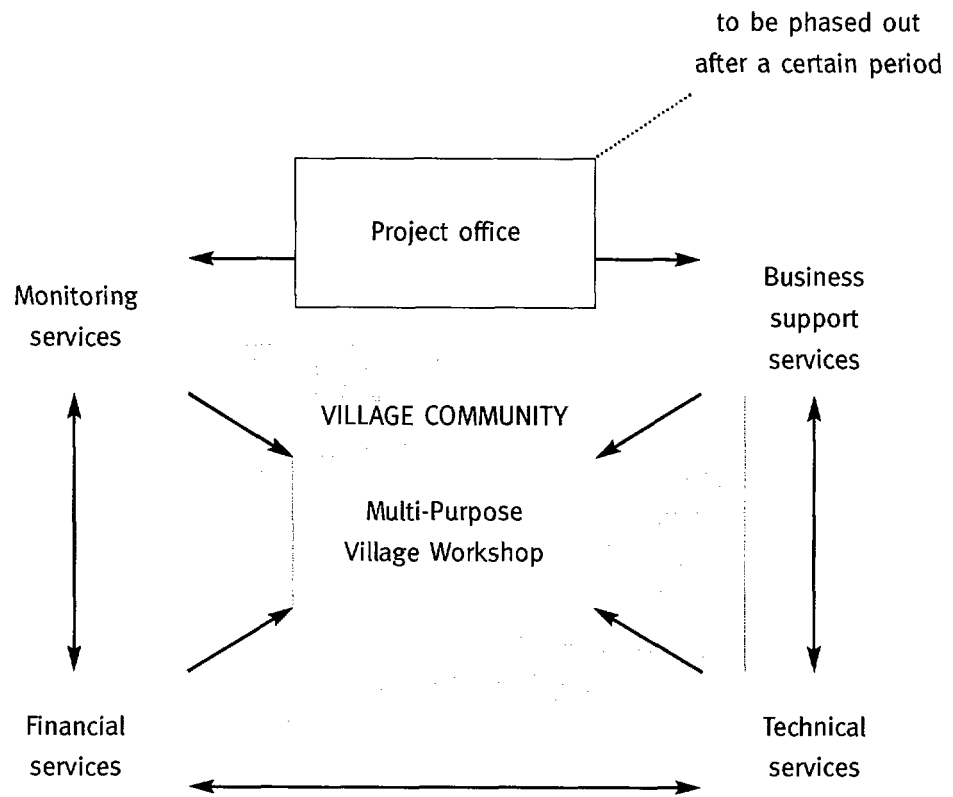 to be phased out
after a certain period
Project office
Monitoring
services
Business
support
services
VILLAGE COMMUNITY
Multi-Purpose
Village Workshop
Financial
services
Technical
services